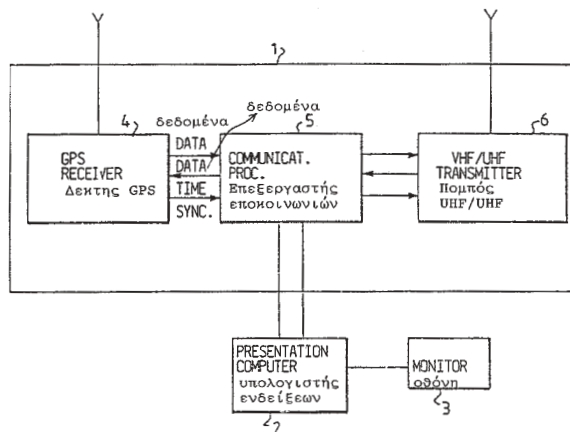 1
4
δεδομένα
δεδομένα
5
6
GPS
RECEIVER
Δεκτης GPS
DATA
DATA
TIME
SYNC.
COMMUNICAT.
PROC.
Επεξεργαστής
εποκοινωνιών
VHF/UHF
TRANSMITTER
Πομπός
UHF/UHF
PRESENTATION
COMPUTER
υπολογιστής
ενδείξεων
2
MONITOR
οθόνη
3